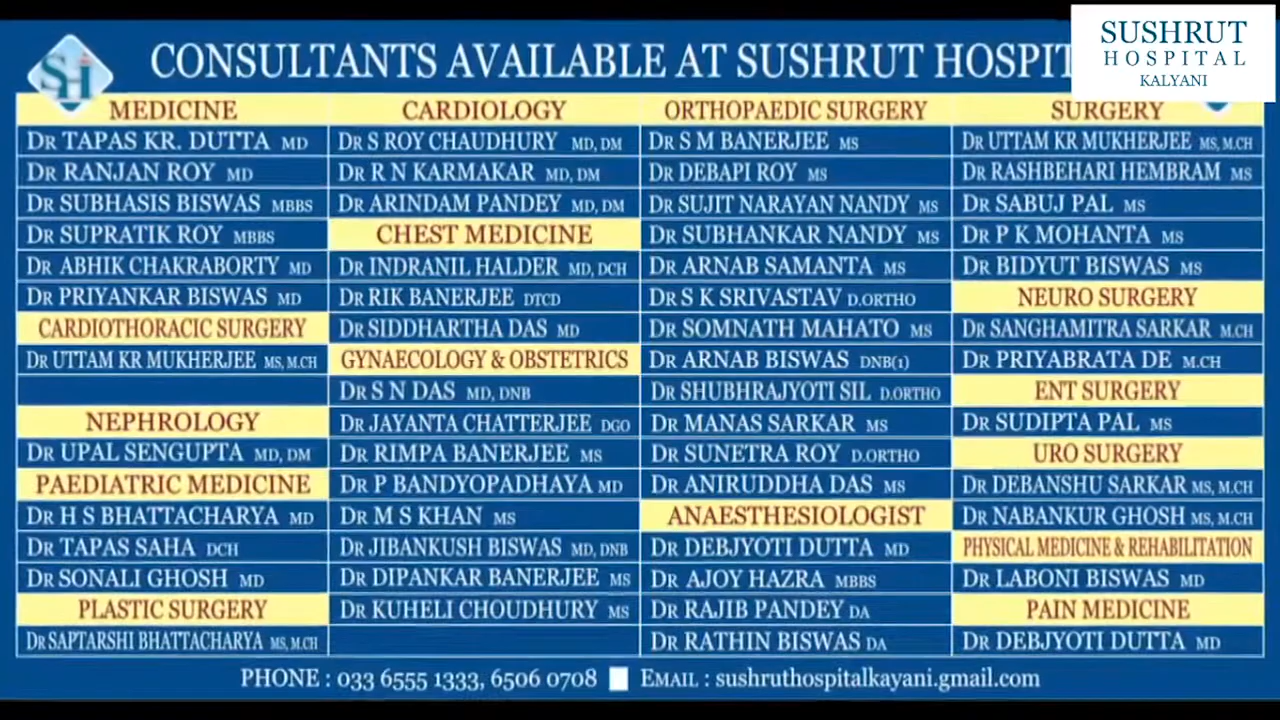 SUSHRUT
HOSPITAL
KALYANI
SH
CONSULTANTS AVAILABLE AT SUSHRUT
MEDICINE
DR TAPAS KR. DUTTA MD
DR RANJAN ROY MD
DR SUBHASIS BISWAS MBBS
DR SUPRATIK ROY MBBS
DR ABHIK CHAKRABORTY MD
DR PRIYANKAR BISWAS MD
CARDIOTHORACIC SURGERY
DR UTTAM KR MUKHERJEE MS, M.CH
NEPHROLOGY
DR UPAL SENGUPTA MD, DM
PAEDIATRIC MEDICINE
DR H S BHATTACHARYA MD
DR TAPAS SAHA DCH
DR SONALI GHOSH MD
PLASTIC SURGERY
DR SAPTARSHI BHATTACHARYA MS, M.CH
CARDIOLOGY
DR S ROY CHAUDHURY MD, DM
DR R N KARMAKAR MD, DM
DR ARINDAM PANDEY MD, DM
CHEST MEDICINE
DR INDRANIL HALDER MD, DCH
DR RIK BANERJEE DTCD
DR SIDDHARTHA DAS MD
GYNAECOLOGY & OBSTETRICS
DR S N DAS MD, DNB
DR JAYANTA CHATTERJEE DGO
DR RIMPA BANERJEE MS
DR P BANDYOPADHAYA MD
DR M S KHAN MS
DR JIBANKUSH BISWAS MD, DNB
DR DIPANKAR BANERJEE MS
DR KUHELI CHOUDHURY MS
ORTHOPAEDIC SURGERY
DR S M BANERJEE MS
DR DEBAPI ROY MS
DR SUJIT NARAYAN NANDY MS
DR SUBHANKAR NANDY MS
DR ARNAB SAMANTA MS
DR S K SRIVASTAV D.ORTHO
DR SOMNATH MAHATO MS
DR ARNAB BISWAS DNB(1)
DR SHUBHRAJYOTI SIL D.ORTHO
DR MANAS SARKAR MS
DR SUNETRA ROY D.ORTHO
DR ANIRUDDHA DAS MS
ANAESTHESIOLOGIST
DR DEBJYOTI DUTTA MD
DR AJOY HAZRA MBBS
DR RAJIB PANDEY DA
DR RATHIN BISWAS DA
SURGERY
DR UTTAM KR MUKHERJEE MS, M.CH
DR RASHBEHARI HEMBRAM MS
DR SABUJ PAL MS
DR P K MOHANTA MS
DR BIDYUT BISWAS MS
NEURO SURGERY
DR SANGHAMITRA SARKAR M.CH
DR PRIYABRATA DE M.CH
ENT SURGERY
DR SUDIPTA PAL MS
URO SURGERY
DR DEBANSHU SARKAR MS, M.CH
DR NABANKUR GHOSH MS, M.CH
PHYSICAL MEDICINE & REHABILITATION
DR LABONI BISWAS MD
PAIN MEDICINE
DR DEBJYOTI DUTTA MD
PHONE : 033 6555 1333, 6506 0708 EMAIL : sushruthospitalkayani.gmail.com